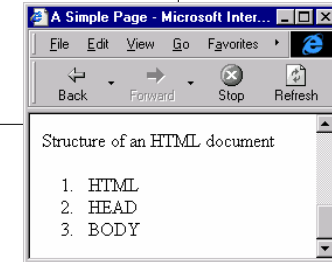 A Simple Page - Microsoft Inter...
File Edit View Go Favorites
Back Forward Stop Refresh
Structure of an HTML document
1. HTML
2. HEAD
3. BODY